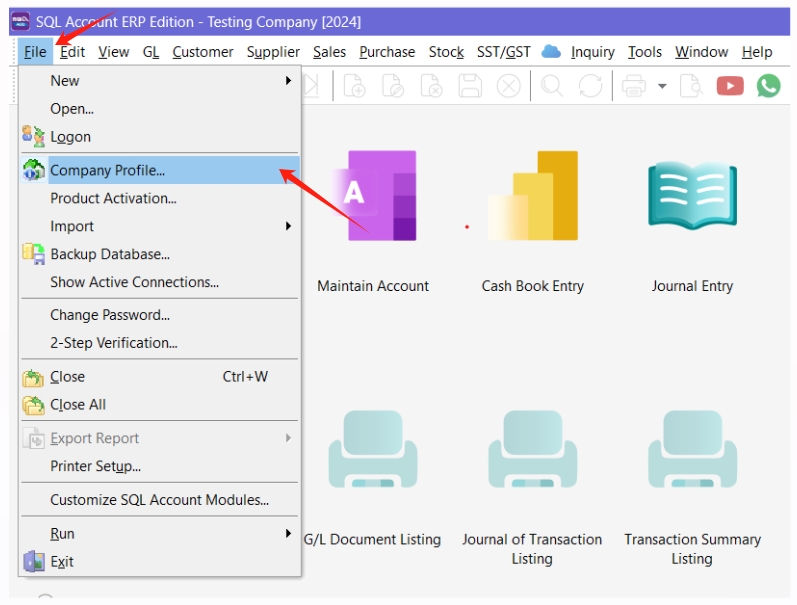 SQL Account ERP Edition - Testing Company [2024]
File Edit View GL Customer Supplier Sales Purchase Stock SST/GST Inquiry Tools Window Help
New
Open...
Logon
Company Profile...
Product Activation...
Import
Backup Database...
Show Active Connections...
Change Password...
2-Step Verification...
Close Ctrl+W
Close All
Export Report
Printer Setup...
Customize SQL Account Modules...
Run
Exit
A
Maintain Account
Cash Book Entry
Journal Entry
G/L Document Listing
Journal of Transaction
Listing
Transaction Summary
Listing